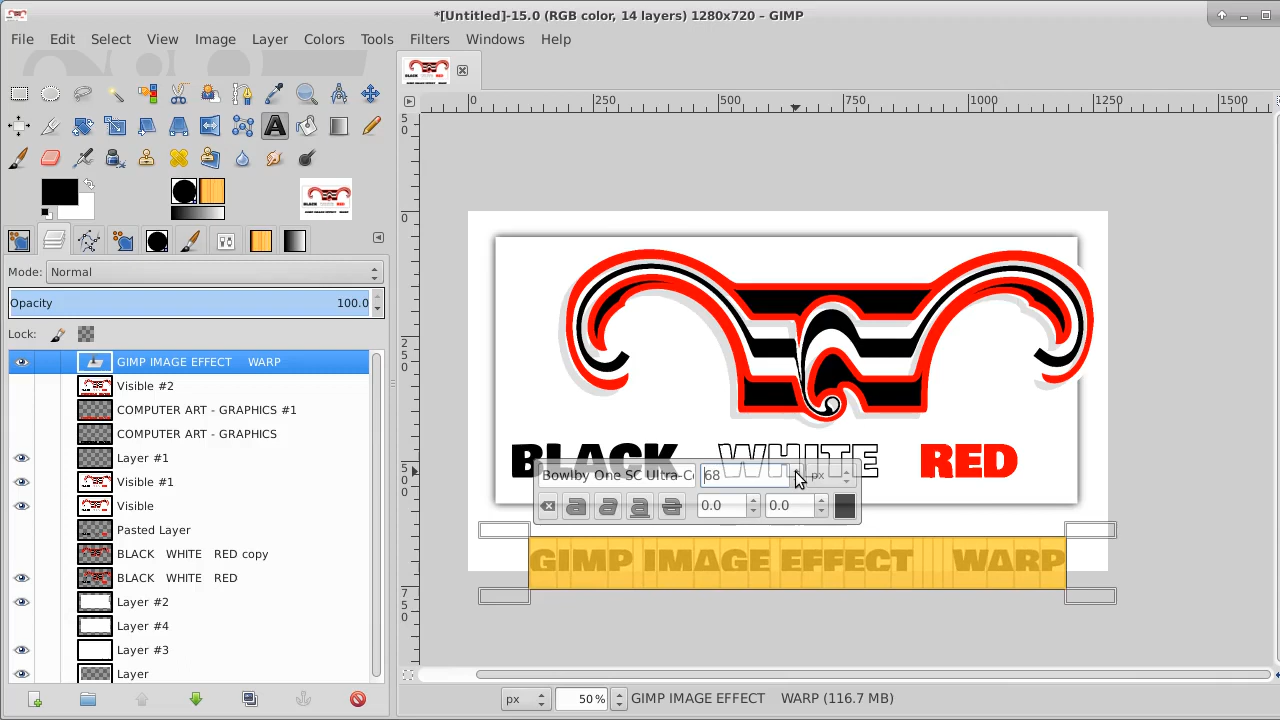 *[Untitled]-15.0 (RGB color, 14 layers) 1280x720 – GIMP
File Edit Select View Image Layer Colors Tools Filters Windows Help
0 250 500 750 1000 1250 1500
Mode: Normal
Opacity 100.0
Lock:
GIMP IMAGE EFFECT WARP
Visible #2
COMPUTER ART - GRAPHICS #1
COMPUTER ART - GRAPHICS
Layer #1
Visible #1
Visible
Pasted Layer
BLACK WHITE RED copy
BLACK WHITE RED
Layer #2
Layer #4
Layer #3
Layer
BLACK WHITE RED
Bowlby One SC Ultra-C 68 px
0.0 0.0
GIMP IMAGE EFFECT WARP
px 50 % GIMP IMAGE EFFECT WARP (116.7 MB)